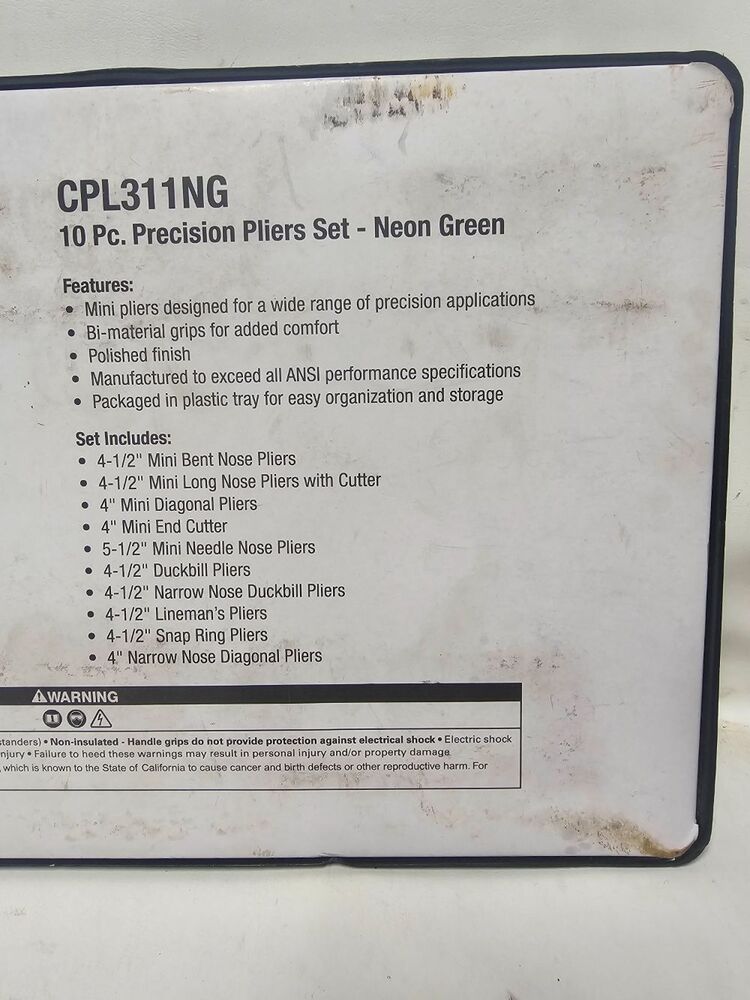 CPL311NG
10 Pc. Precision Pliers Set - Neon Green
Features:
• Mini pliers designed for a wide range of precision applications
• Bi-material grips for added comfort
• Polished finish
• Manufactured to exceed all ANSI performance specifications
• Packaged in plastic tray for easy organization and storage
Set Includes:
• 4-1/2" Mini Bent Nose Pliers
• 4-1/2" Mini Long Nose Pliers with Cutter
• 4" Mini Diagonal Pliers
• 4" Mini End Cutter
• 5-1/2" Mini Needle Nose Pliers
• 4-1/2" Duckbill Pliers
• 4-1/2" Narrow Nose Duckbill Pliers
• 4-1/2" Lineman's Pliers
• 4-1/2" Snap Ring Pliers
• 4" Narrow Nose Diagonal Pliers
WARNING
standers) • Non-insulated - Handle grips do not provide protection against electrical shock • Electric shock
njury • Failure to heed these warnings may result in personal injury and/or property damage
, which is known to the State of California to cause cancer and birth defects or other reproductive harm. For